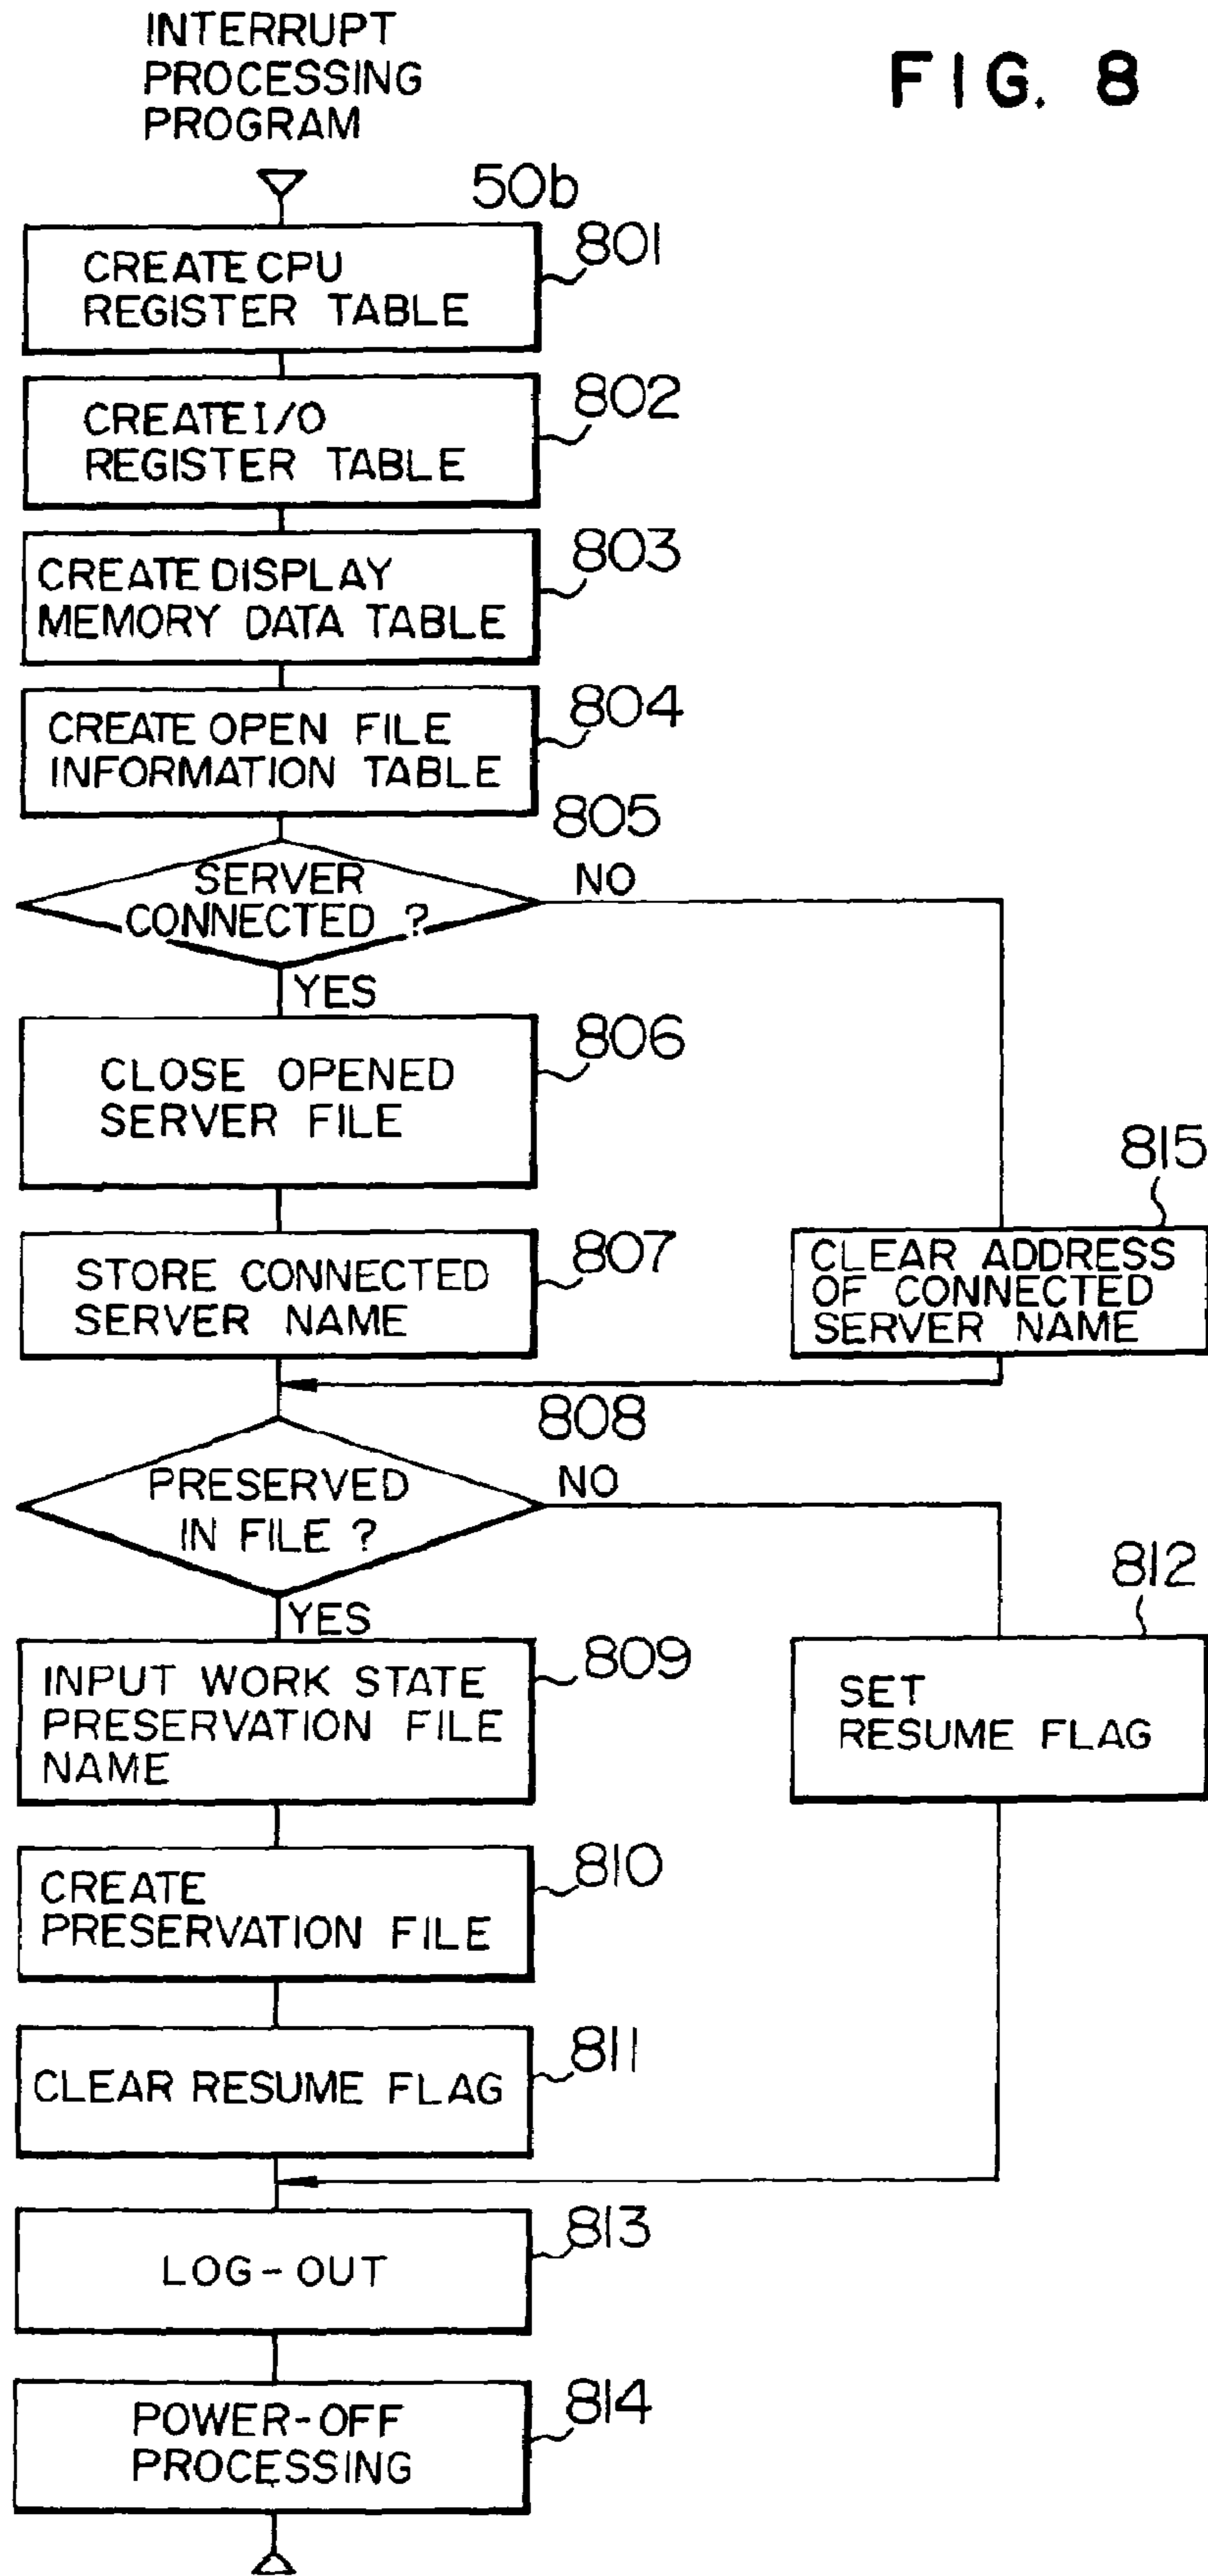 INTERRUPT
PROCESSING
PROGRAM
FIG. 8
50b
801
CREATE CPU
REGISTER TABLE
802
CREATE I/O
REGISTER TABLE
803
CREATE DISPLAY
MEMORY DATA TABLE
804
CREATE OPEN FILE
INFORMATION TABLE
805
SERVER
CONNECTED ?
NO
YES
806
CLOSE OPENED
SERVER FILE
807
STORE CONNECTED
SERVER NAME
815
CLEAR ADDRESS
OF CONNECTED
SERVER NAME
808
PRESERVED
IN FILE ?
NO
YES
809
INPUT WORK STATE
PRESERVATION FILE
NAME
812
SET
RESUME FLAG
810
CREATE
PRESERVATION FILE
811
CLEAR RESUME FLAG
813
LOG-OUT
814
POWER-OFF
PROCESSING